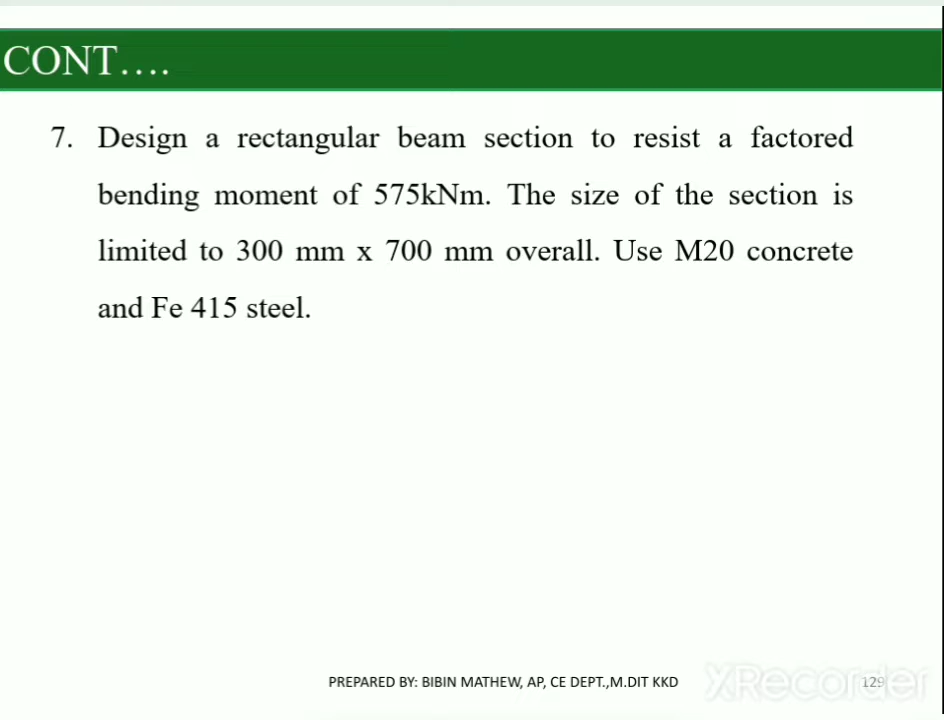 CONT….
7. Design a rectangular beam section to resist a factored
bending moment of 575kNm. The size of the section is
limited to 300 mm x 700 mm overall. Use M20 concrete
and Fe 415 steel.
PREPARED BY: BIBIN MATHEW, AP, CE DEPT.,M.DIT KKD
XRecorder
129